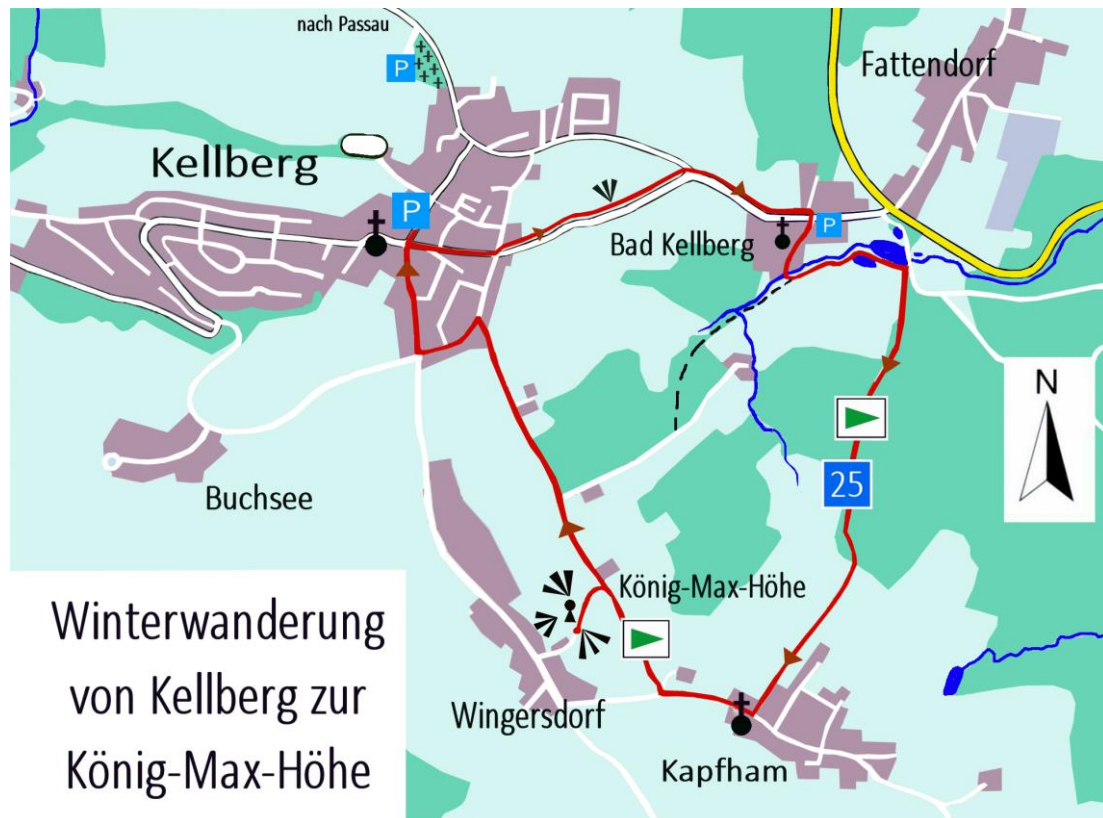 nach Passau
P
Fattendorf
Kellberg
P
Bad Kellberg
P
N
25
Buchsee
König-Max-Höhe
Wingersdorf
Kapfham
Winterwanderung
von Kellberg zur
König-Max-Höhe